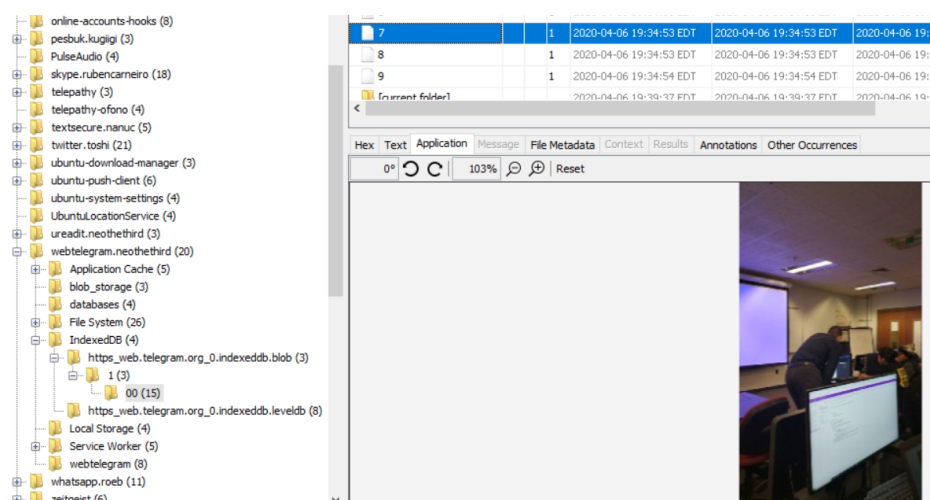 online-accounts-hooks (8)
pesbuk.kugiigi (3)
PulseAudio (4)
skype.rubencarneiro (18)
telepathy (3)
telepathy-ofono (4)
textsecure.nanuc (5)
twitter.toshi (21)
ubuntu-download-manager (3)
ubuntu-push-client (6)
ubuntu-system-settings (4)
UbuntuLocationService (4)
ureadit.neothethird (3)
webtelegram.neothethird (20)
Application Cache (5)
blob_storage (3)
databases (4)
File System (26)
IndexedDB (4)
https_web.telegram.org_0.indexeddb.blob (3)
1 (3)
00 (15)
https_web.telegram.org_0.indexeddb.leveldb (8)
Local Storage (4)
Service Worker (5)
webtelegram (8)
whatsapp.roeb (11)
zeitgeist (6)
7 1 2020-04-06 19:34:53 EDT 2020-04-06 19:34:53 EDT 2020-04-06 19:
8 1 2020-04-06 19:34:53 EDT 2020-04-06 19:34:53 EDT 2020-04-06 19:
9 1 2020-04-06 19:34:54 EDT 2020-04-06 19:34:54 EDT 2020-04-06 19:
[current folder] 2020-04-06 19:39:37 EDT 2020-04-06 19:39:37 EDT 2020-04-06 19:
Hex Text Application Message File Metadata Context Results Annotations Other Occurrences
0° 103% Reset